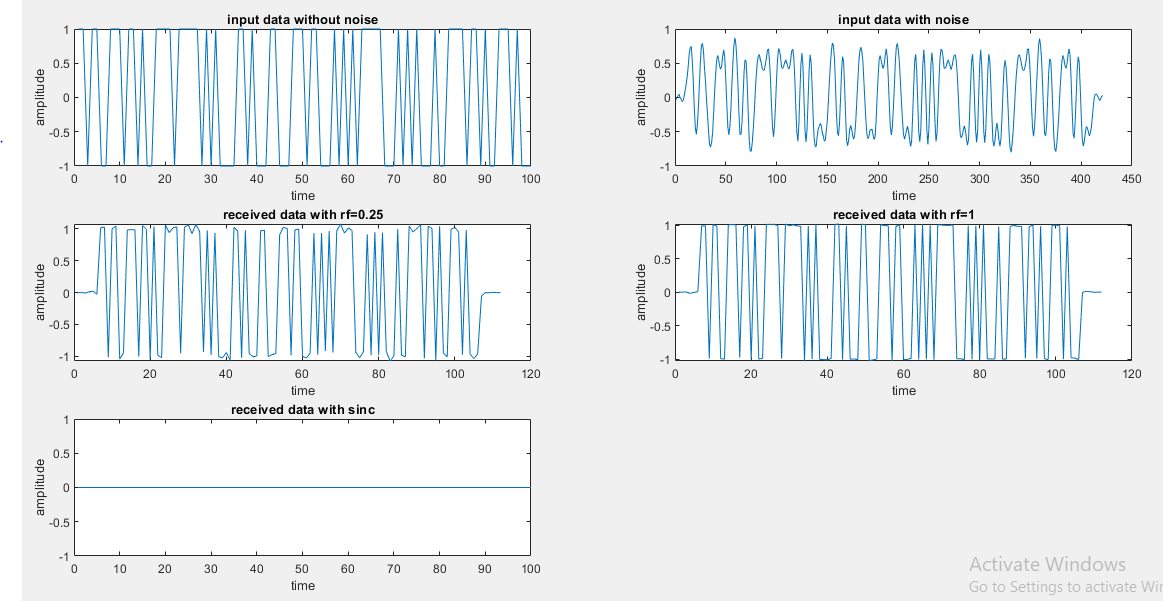 input data without noise
amplitude
1
0.5
0
-0.5
-1
0 10 20 30 40 50 60 70 80 90 100
time
input data with noise
amplitude
1
0.5
0
-0.5
-1
0 50 100 150 200 250 300 350 400 450
time
received data with rf=0.25
amplitude
1
0.5
0
-0.5
-1
0 20 40 60 80 100 120
time
received data with rf=1
amplitude
1
0.5
0
-0.5
-1
0 20 40 60 80 100 120
time
received data with sinc
amplitude
1
0.5
0
-0.5
-1
0 10 20 30 40 50 60 70 80 90 100
time
Activate Windows
Go to Settings to activate Wi